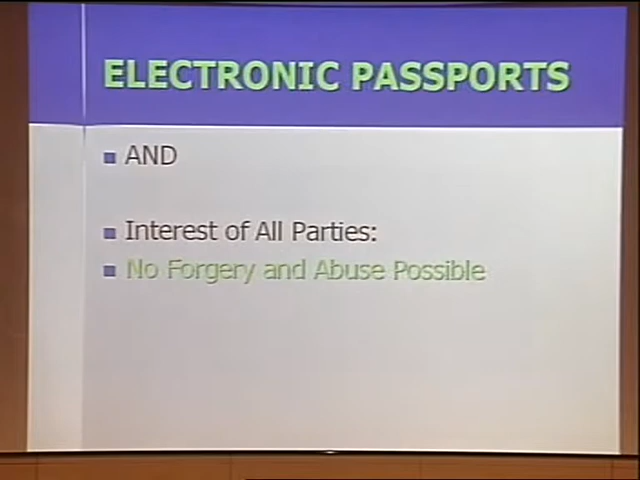 ELECTRONIC PASSPORTS
AND
Interest of All Parties:
No Forgery and Abuse Possible